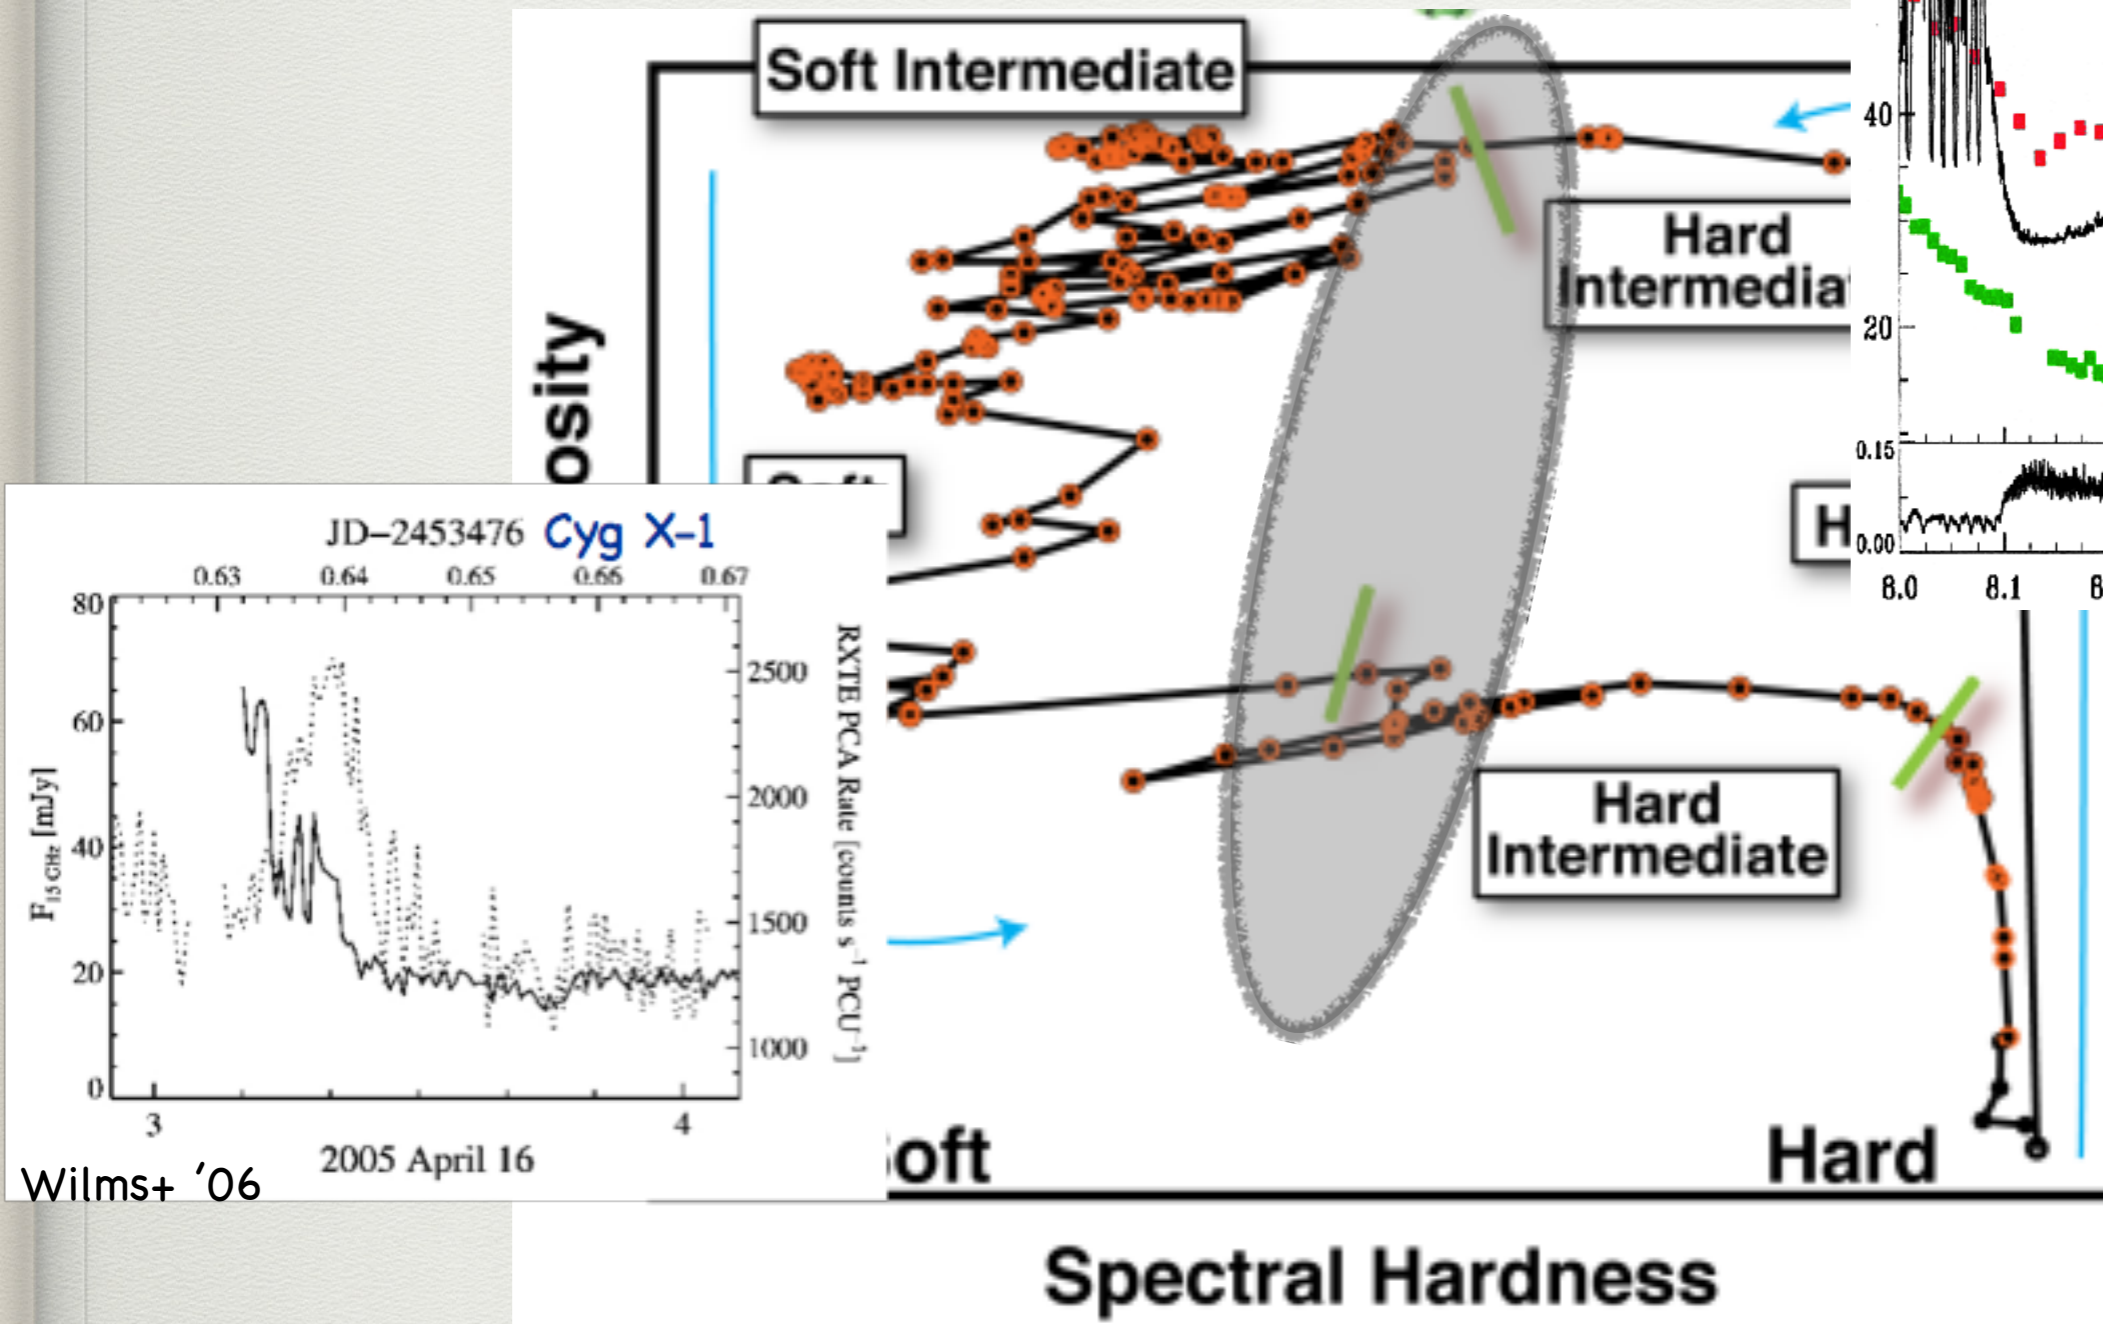 Soft Intermediate
Hard
Intermedia
40
20
0.15
0.00
8.0
8.1
8
osity
Soft
H
JD–2453476 Cyg X-1
0.63 0.64 0.65 0.66 0.67
80
60
40
20
0
F15 GHz [mJy]
2500
2000
1500
1000
RXTE PCA Rate [counts s⁻¹ PCU⁻¹]
3 4
2005 April 16
Wilms+ '06
Hard
Intermediate
oft
Hard
Spectral Hardness